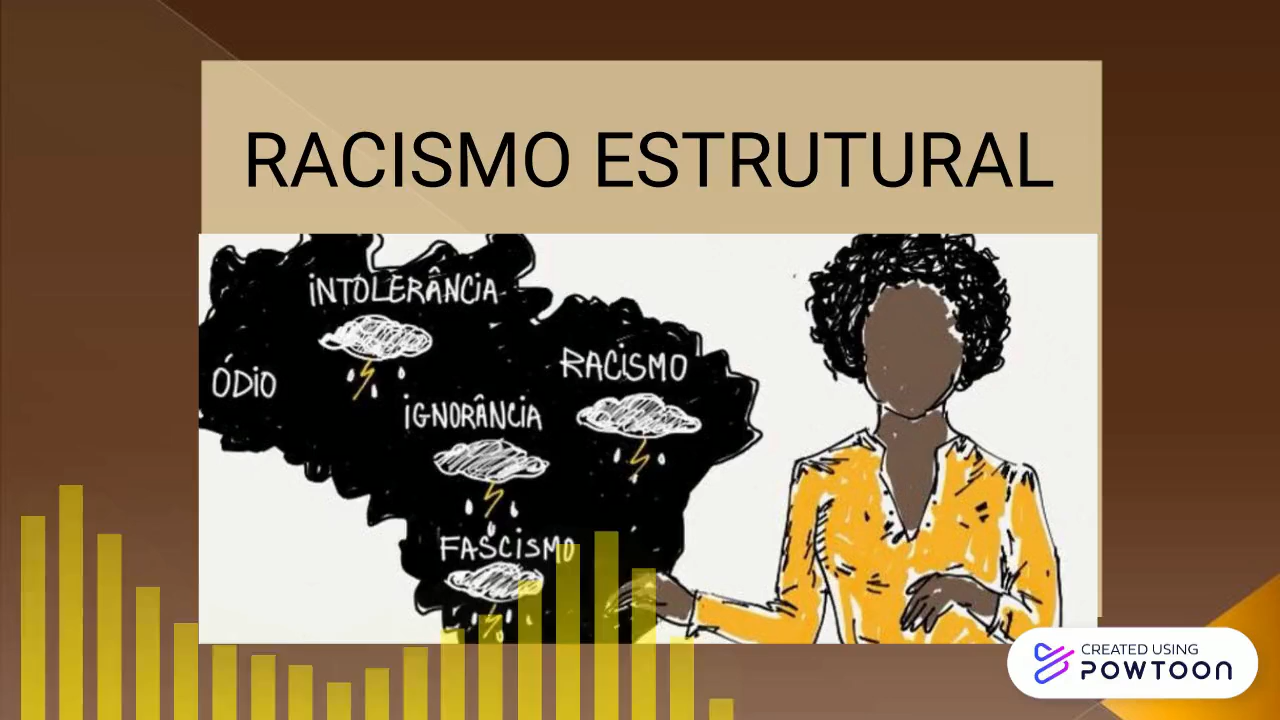 RACISMO ESTRUTURAL
INTOLERÂNCIA
RACISMO
ÓDIO
IGNORÂNCIA
FASCISMO
CREATED USING
POWTOON